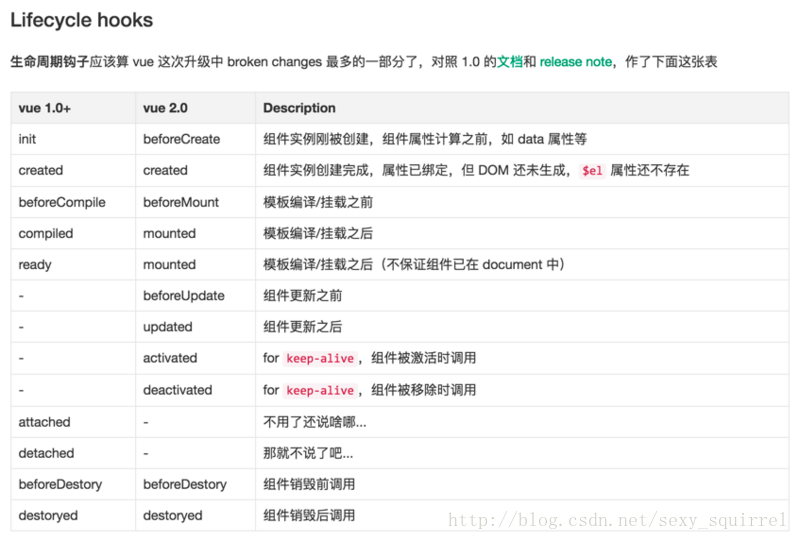 Lifecycle hooks
生命周期钩子应该算 vue 这次升级中 broken changes 最多的一部分了，对照 1.0 的文档和 release note，作了下面这张表
vue 1.0+ vue 2.0 Description
init beforeCreate 组件实例刚被创建，组件属性计算之前，如 data 属性等
created created 组件实例创建完成，属性已绑定，但 DOM 还未生成，$el 属性还不存在
beforeCompile beforeMount 模板编译/挂载之前
compiled mounted 模板编译/挂载之后
ready mounted 模板编译/挂载之后（不保证组件已在 document 中）
- beforeUpdate 组件更新之前
- updated 组件更新之后
- activated for keep-alive，组件被激活时调用
- deactivated for keep-alive，组件被移除时调用
attached - 不用了还说啥哪...
detached - 那就不说了吧...
beforeDestory beforeDestory 组件销毁前调用
destoryed destoryed 组件销毁后调用
http://blog.csdn.net/sexy_squirrel